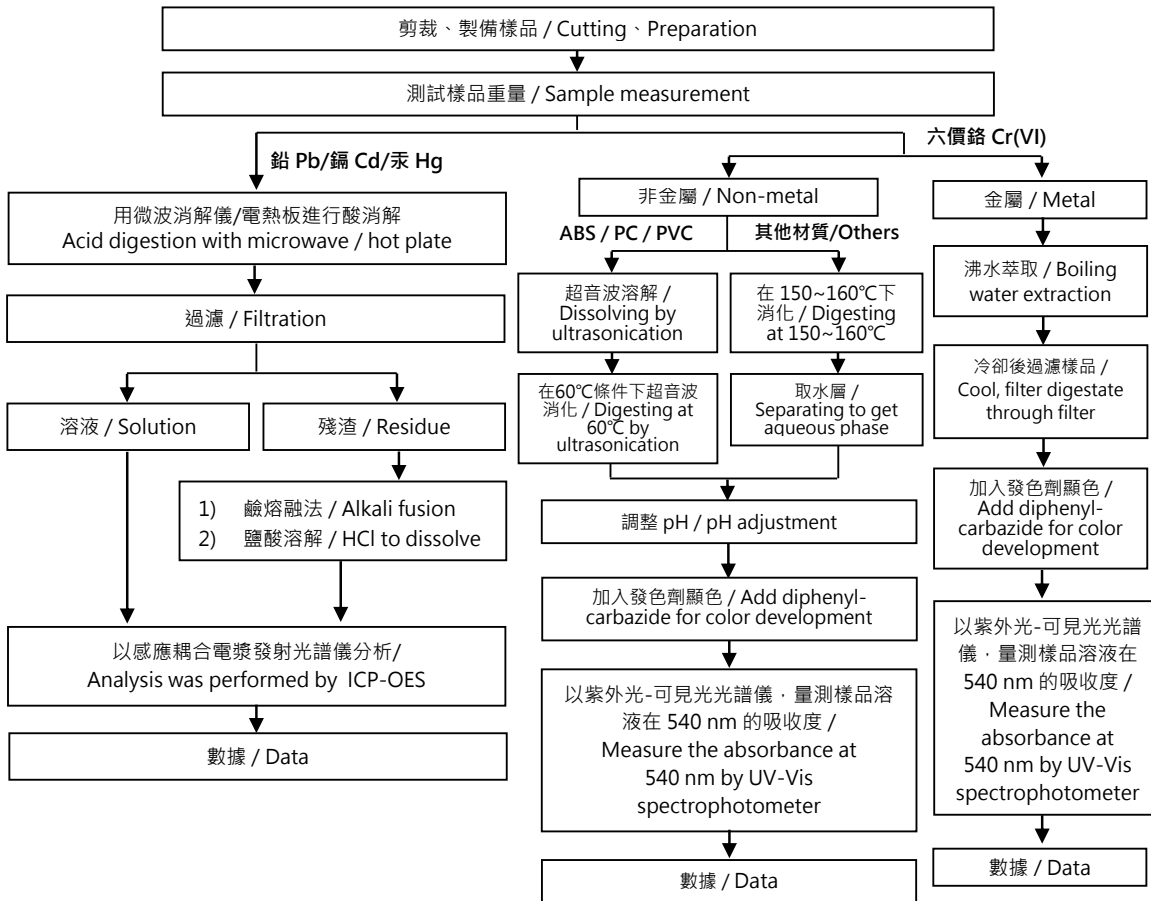 剪裁、製備樣品 / Cutting、Preparation
測試樣品重量 / Sample measurement
鉛 Pb/鎘 Cd/汞 Hg
六價鉻 Cr(VI)
用微波消解儀/電熱板進行酸消解
Acid digestion with microwave / hot plate
過濾 / Filtration
溶液 / Solution
殘渣 / Residue
1) 鹼熔融法 / Alkali fusion
2) 鹽酸溶解 / HCl to dissolve
以感應耦合電漿發射光譜儀分析/
Analysis was performed by ICP-OES
數據 / Data
非金屬 / Non-metal
ABS / PC / PVC
其他材質/Others
超音波溶解 /
Dissolving by
ultrasonication
在60℃條件下超音波
消化 / Digesting at
60℃ by
ultrasonication
在 150~160℃下
消化 / Digesting
at 150~160℃
取水層 /
Separating to get
aqueous phase
調整 pH / pH adjustment
加入發色劑顯色 / Add diphenyl-
carbazide for color development
以紫外光-可見光光譜儀，量測樣品溶
液在 540 nm 的吸收度 /
Measure the absorbance at
540 nm by UV-Vis
spectrophotometer
數據 / Data
金屬 / Metal
沸水萃取 / Boiling
water extraction
冷卻後過濾樣品 /
Cool, filter digestate
through filter
加入發色劑顯色 /
Add diphenyl-
carbazide for color
development
以紫外光-可見光光譜
儀，量測樣品溶液在
540 nm 的吸收度 /
Measure the
absorbance at
540 nm by UV-Vis
spectrophotometer
數據 / Data